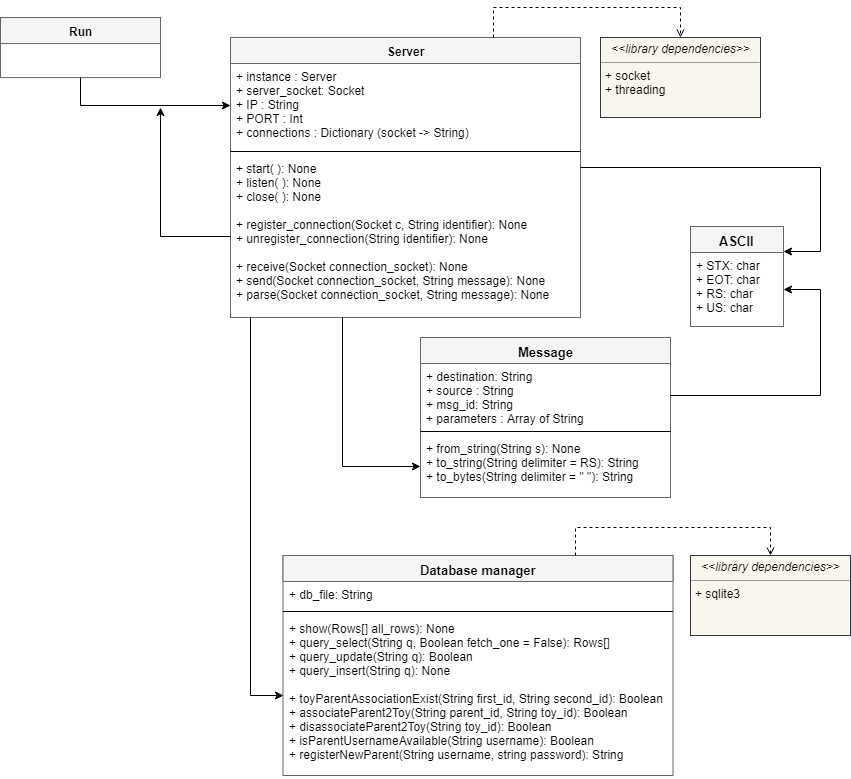 Run
Server
+ instance : Server
+ server_socket: Socket
+ IP : String
+ PORT : Int
+ connections : Dictionary (socket -> String)
+ start( ): None
+ listen( ): None
+ close( ): None
+ register_connection(Socket c, String identifier): None
+ unregister_connection(String identifier): None
+ receive(Socket connection_socket): None
+ send(Socket connection_socket, String message): None
+ parse(Socket connection_socket, String message): None
<<library dependencies>>
+ socket
+ threading
ASCII
+ STX: char
+ EOT: char
+ RS: char
+ US: char
Message
+ destination: String
+ source : String
+ msg_id: String
+ parameters : Array of String
+ from_string(String s): None
+ to_string(String delimiter = RS): String
+ to_bytes(String delimiter = " "): String
Database manager
+ db_file: String
+ show(Rows[] all_rows): None
+ query_select(String q, Boolean fetch_one = False): Rows[]
+ query_update(String q): Boolean
+ query_insert(String q): None
+ toyParentAssociationExist(String first_id, String second_id): Boolean
+ associateParent2Toy(String parent_id, String toy_id): Boolean
+ disassociateParent2Toy(String toy_id): Boolean
+ isParentUsernameAvailable(String username): Boolean
+ registerNewParent(String username, string password): String
<<library dependencies>>
+ sqlite3